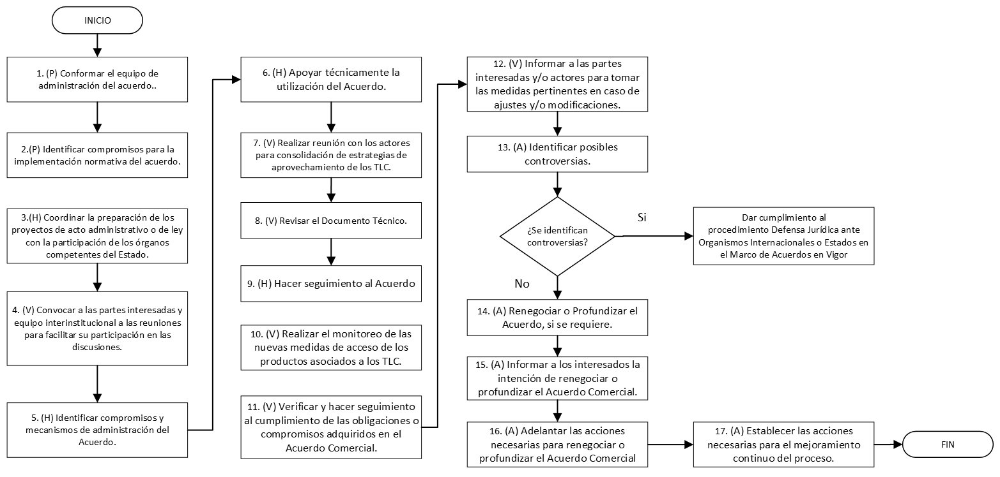 INICIO
1. (P) Conformar el equipo de
administración del acuerdo..
2.(P) Identificar compromisos para la
implementación normativa del acuerdo.
3.(H) Coordinar la preparación de los
proyectos de acto administrativo o de ley
con la participación de los órganos
competentes del Estado.
4. (V) Convocar a las partes interesadas y
equipo interinstitucional a las reuniones
para facilitar su participación en las
discusiones.
5. (H) Identificar compromisos y
mecanismos de administración del
Acuerdo.
6. (H) Apoyar técnicamente la
utilización del Acuerdo.
7. (V) Realizar reunión con los actores
para consolidación de estrategias de
aprovechamiento de los TLC.
8. (V) Revisar el Documento Técnico.
9. (H) Hacer seguimiento al Acuerdo
10. (V) Realizar el monitoreo de las
nuevas medidas de acceso de los
productos asociados a los TLC.
11. (V) Verificar y hacer seguimiento
al cumplimiento de las obligaciones o
compromisos adquiridos en el
Acuerdo Comercial.
12. (V) Informar a las partes
interesadas y/o actores para tomar
las medidas pertinentes en caso de
ajustes y/o modificaciones.
13. (A) Identificar posibles
controversias.
¿Se identifican
controversias?
Si
Dar cumplimiento al
procedimiento Defensa Jurídica ante
Organismos Internacionales o Estados en
el Marco de Acuerdos en Vigor
No
14. (A) Renegociar o Profundizar el
Acuerdo, si se requiere.
15. (A) Informar a los interesados la
intención de renegociar o
profundizar el Acuerdo Comercial.
16. (A) Adelantar las acciones
necesarias para renegociar o
profundizar el Acuerdo Comercial
17. (A) Establecer las acciones
necesarias para el mejoramiento
continuo del proceso.
FIN